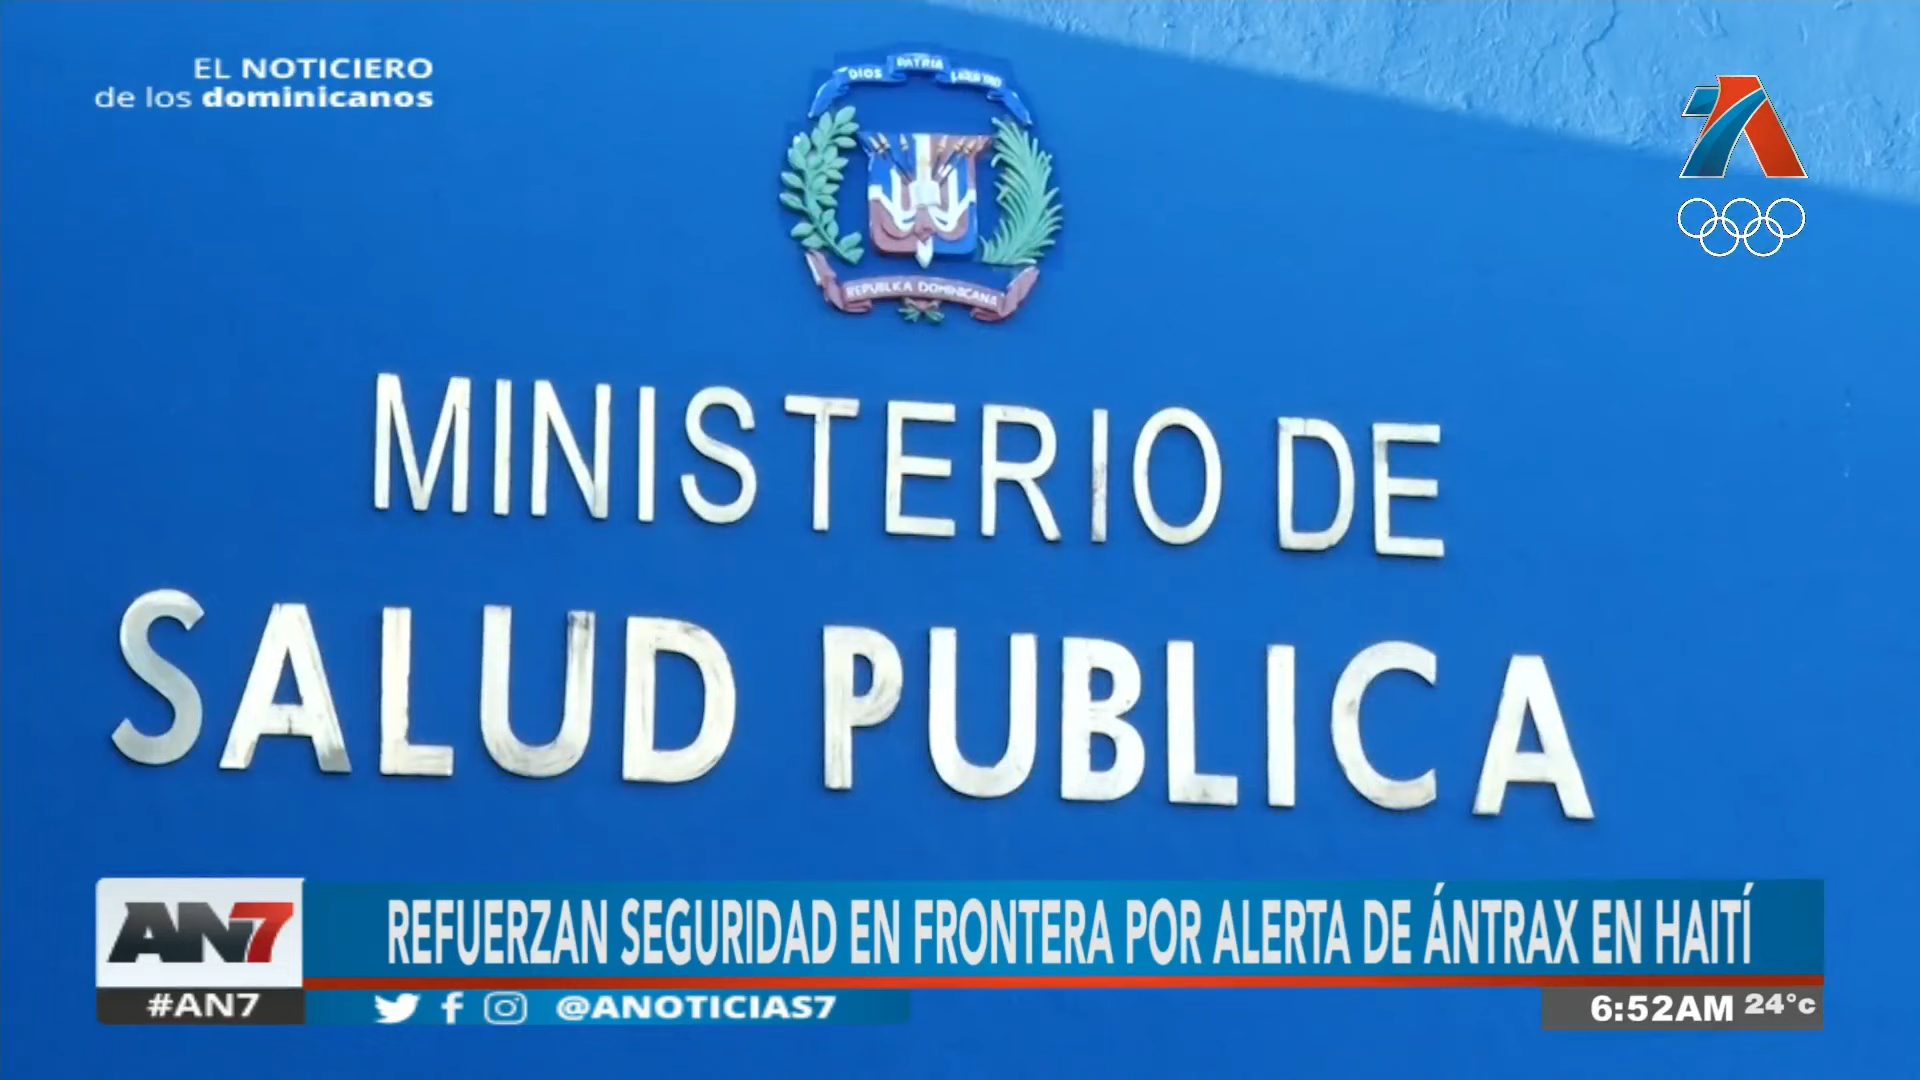 EL NOTICIERO
de los dominicanos
DIOS PATRIA
REPUBLICA DOMINICANA
MINISTERIO DE
SALUD PUBLICA
AN7
REFUERZAN SEGURIDAD EN FRONTERA POR ALERTA DE ÁNTRAX EN HAITÍ
#AN7
@ANOTICIAS7
6:52AM 24°c